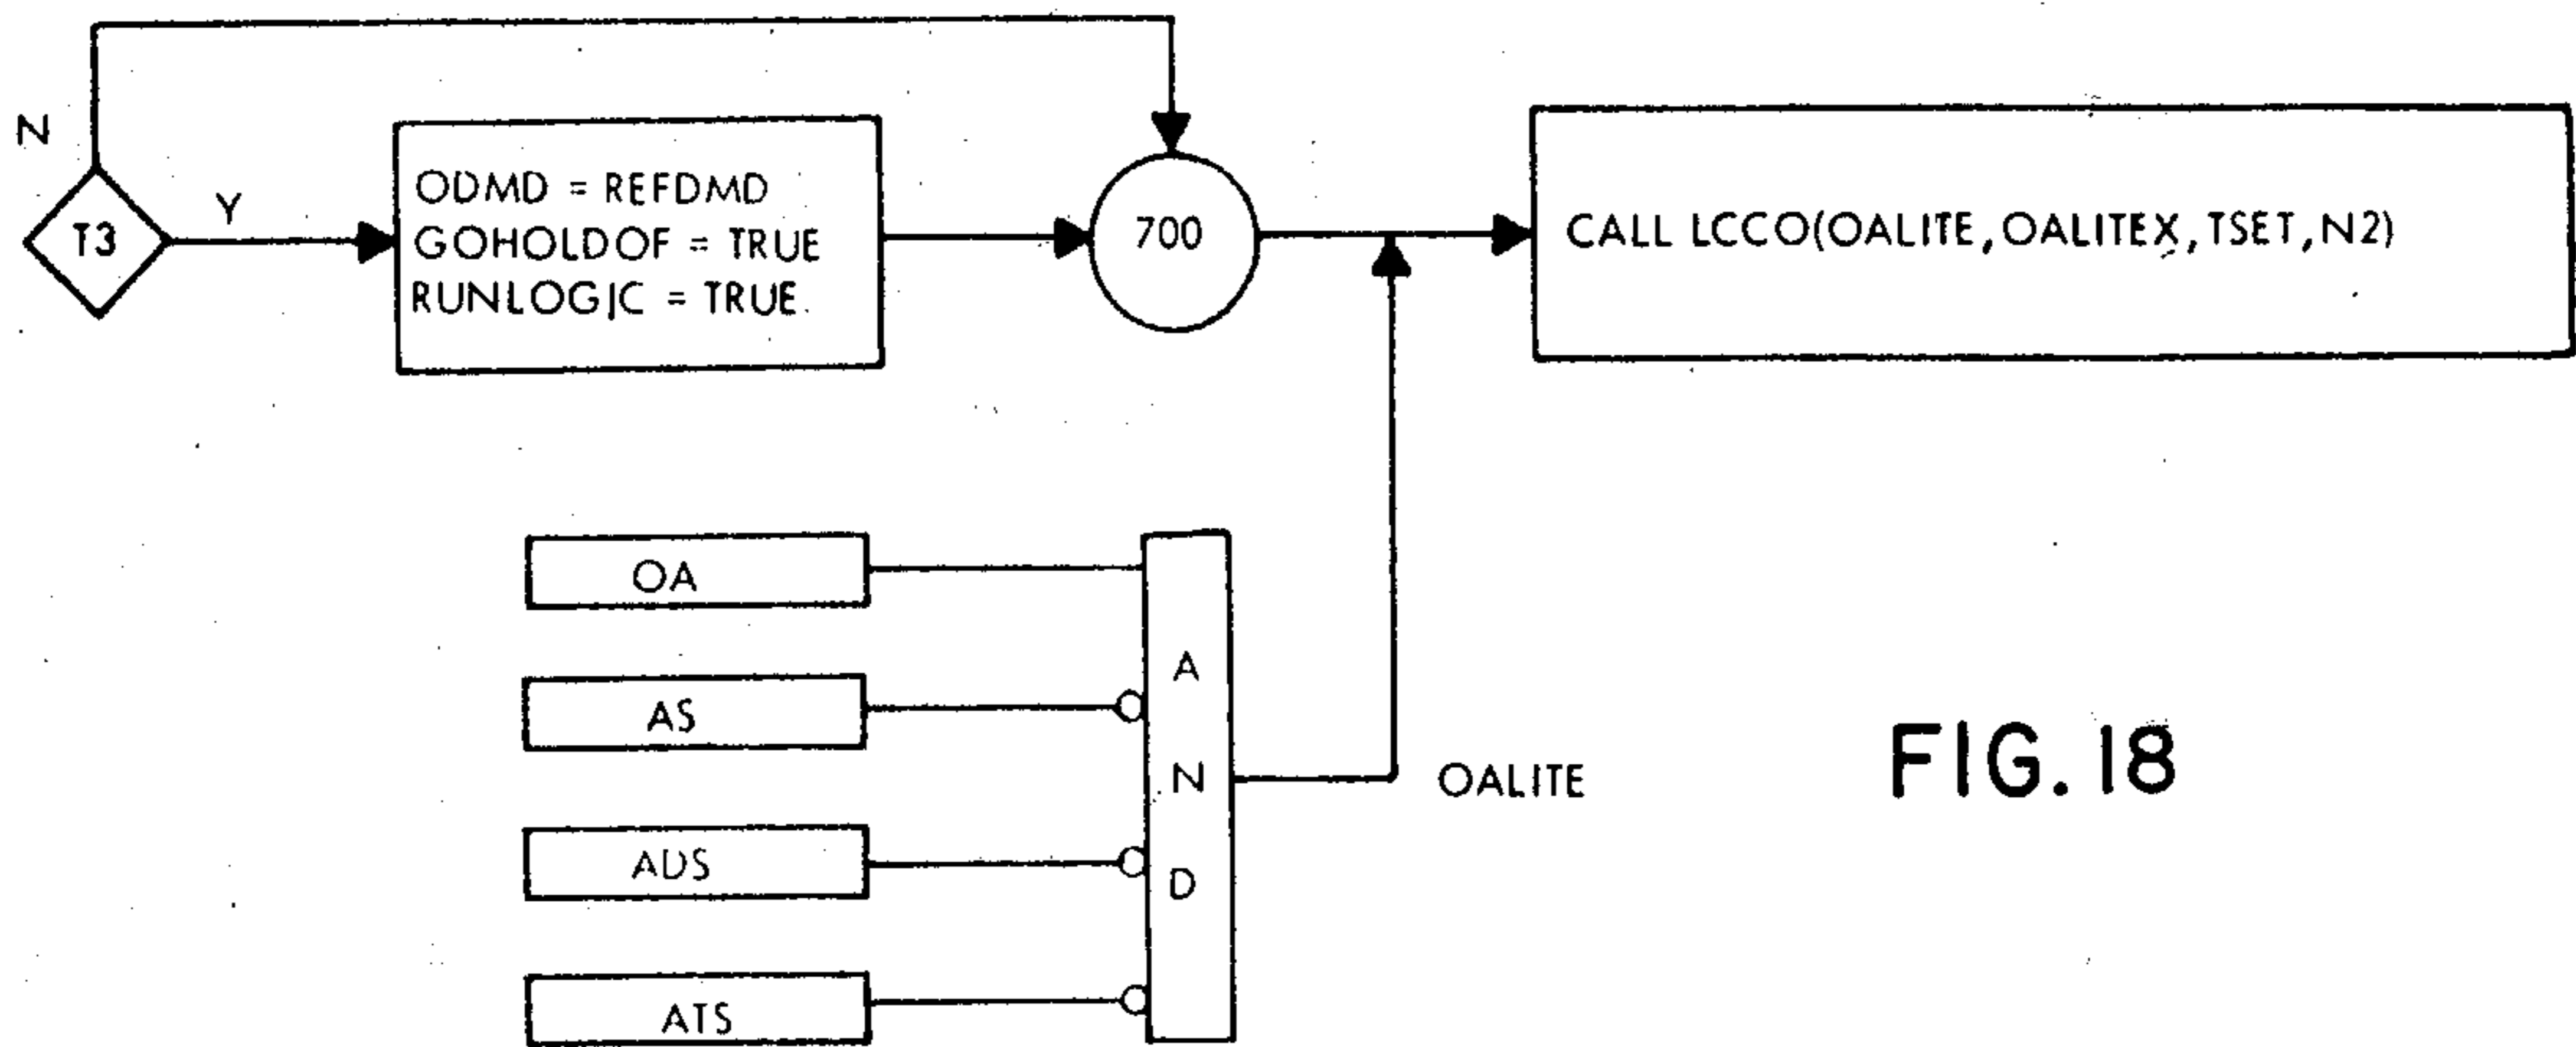 N
Y
T3
ODMD = REFDMD
GOHOLDOF = TRUE
RUNLOGIC = TRUE.
700
CALL LCCO(OALITE,OALITEX,TSET,N2)
OA
AS
ADS
ATS
A
N
D
OALITE
FIG. 18